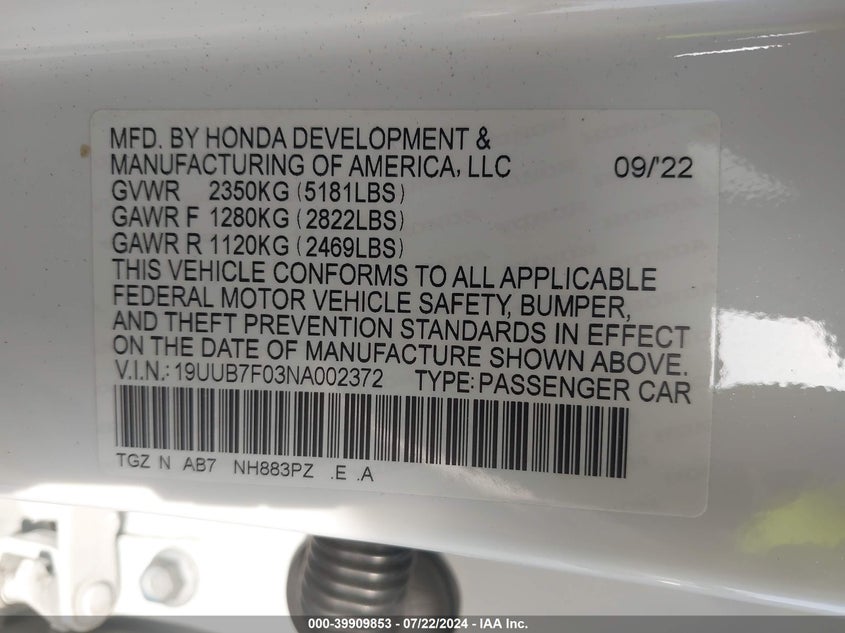 MFD. BY HONDA DEVELOPMENT &
MANUFACTURING OF AMERICA, LLC 09/'22
GVWR 2350KG (5181LBS)
GAWR F 1280KG (2822LBS)
GAWR R 1120KG (2469LBS)
THIS VEHICLE CONFORMS TO ALL APPLICABLE
FEDERAL MOTOR VEHICLE SAFETY, BUMPER,
AND THEFT PREVENTION STANDARDS IN EFFECT
ON THE DATE OF MANUFACTURE SHOWN ABOVE.
V.I.N.: 19UUB7F03NA002372 TYPE: PASSENGER CAR
TGZ N AB7 NH883PZ .E .A
000-39909853 - 07/22/2024 - IAA Inc.